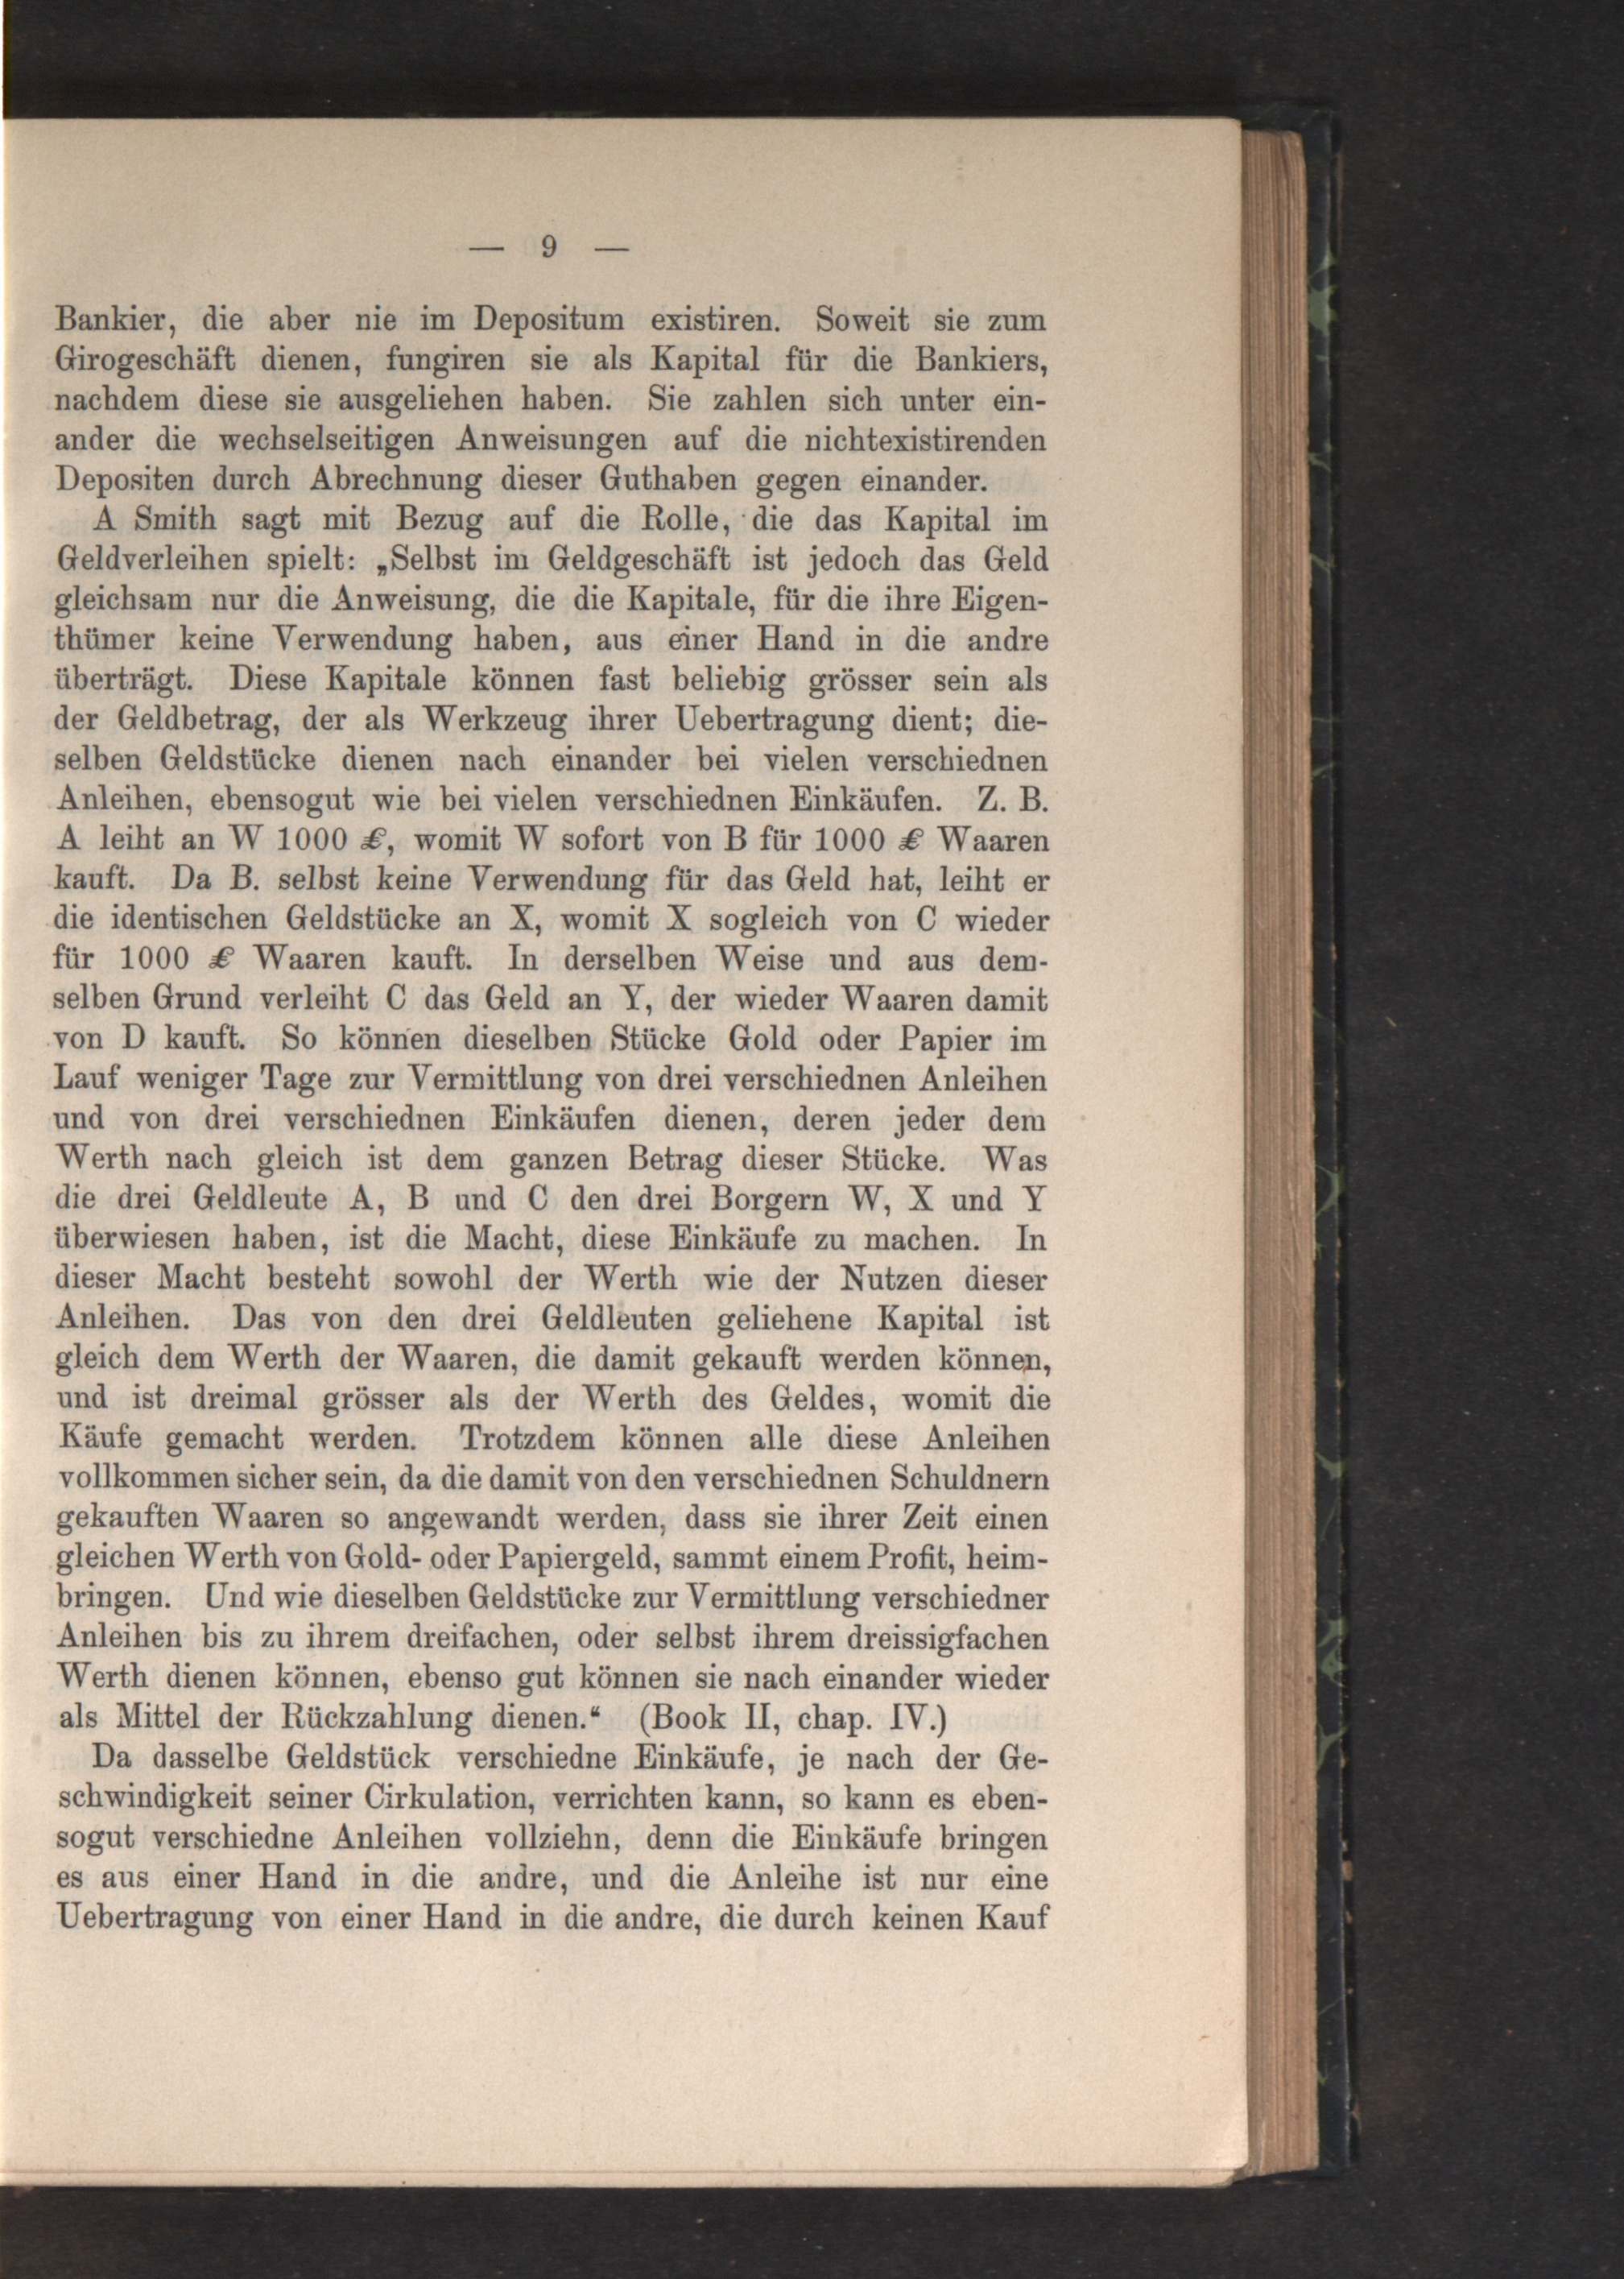 — 9 —
Bankier, die aber nie im Depositum existiren. Soweit sie zum
Girogeschäft dienen, fungiren sie als Kapital für die Bankiers,
nachdem diese sie ausgeliehen haben. Sie zahlen sich unter ein-
ander die wechselseitigen Anweisungen auf die nichtexistirenden
Depositen durch Abrechnung dieser Guthaben gegen einander.
A Smith sagt mit Bezug auf die Rolle, die das Kapital im
Geldverleihen spielt: „Selbst im Geldgeschäft ist jedoch das Geld
gleichsam nur die Anweisung, die die Kapitale, für die ihre Eigen-
thümer keine Verwendung haben, aus einer Hand in die andre
überträgt. Diese Kapitale können fast beliebig grösser sein als
der Geldbetrag, der als Werkzeug ihrer Uebertragung dient; die-
selben Geldstücke dienen nach einander bei vielen verschiednen
Anleihen, ebensogut wie bei vielen verschiednen Einkäufen. Z. B.
A leiht an W 1000 £, womit W sofort von B für 1000 £ Waaren
kauft. Da B. selbst keine Verwendung für das Geld hat, leiht er
die identischen Geldstücke an X, womit X sogleich von C wieder
für 1000 £ Waaren kauft. In derselben Weise und aus dem-
selben Grund verleiht C das Geld an Y, der wieder Waaren damit
von D kauft. So können dieselben Stücke Gold oder Papier im
Lauf weniger Tage zur Vermittlung von drei verschiednen Anleihen
und von drei verschiednen Einkäufen dienen, deren jeder dem
Werth nach gleich ist dem ganzen Betrag dieser Stücke. Was
die drei Geldleute A, B und C den drei Borgern W, X und Y
überwiesen haben, ist die Macht, diese Einkäufe zu machen. In
dieser Macht besteht sowohl der Werth wie der Nutzen dieser
Anleihen. Das von den drei Geldleuten geliehene Kapital ist
gleich dem Werth der Waaren, die damit gekauft werden können,
und ist dreimal grösser als der Werth des Geldes, womit die
Käufe gemacht werden. Trotzdem können alle diese Anleihen
vollkommen sicher sein, da die damit von den verschiednen Schuldnern
gekauften Waaren so angewandt werden, dass sie ihrer Zeit einen
gleichen Werth von Gold- oder Papiergeld, sammt einem Profit, heim-
bringen. Und wie dieselben Geldstücke zur Vermittlung verschiedner
Anleihen bis zu ihrem dreifachen, oder selbst ihrem dreissigfachen
Werth dienen können, ebenso gut können sie nach einander wieder
als Mittel der Rückzahlung dienen.“ (Book II, chap. IV.)
Da dasselbe Geldstück verschiedne Einkäufe, je nach der Ge-
schwindigkeit seiner Cirkulation, verrichten kann, so kann es eben-
sogut verschiedne Anleihen vollziehn, denn die Einkäufe bringen
es aus einer Hand in die andre, und die Anleihe ist nur eine
Uebertragung von einer Hand in die andre, die durch keinen Kauf